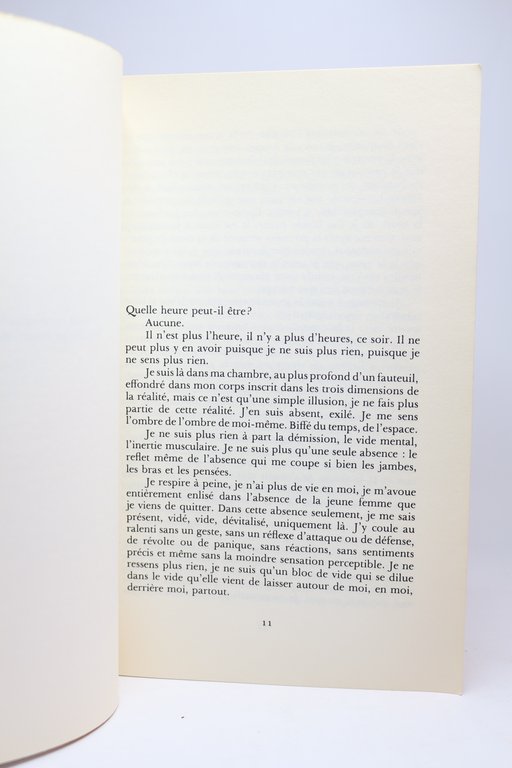 Quelle heure peut-il être ?
Aucune.
Il n'est plus l'heure, il n'y a plus d'heures, ce soir. Il ne
peut plus y en avoir puisque je ne suis plus rien, puisque je
ne sens plus rien.
Je suis là dans ma chambre, au plus profond d'un fauteuil,
effondré dans mon corps inscrit dans les trois dimensions de
la réalité, mais ce n'est qu'une simple illusion, je ne fais plus
partie de cette réalité. J'en suis absent, exilé. Je me sens
l'ombre de l'ombre de moi-même. Biffé du temps, de l'espace.
Je ne suis plus rien à part la démission, le vide mental,
l'inertie musculaire. Je ne suis plus qu'une seule absence : le
reflet même de l'absence qui me coupe si bien les jambes,
les bras et les pensées.
Je respire à peine, je n'ai plus de vie en moi, je m'avoue
entièrement enlisé dans l'absence de la jeune femme que
je viens de quitter. Dans cette absence seulement, je me sais
présent, vidé, vide, dévitalisé, uniquement là. J'y coule au
ralenti sans un geste, sans un réflexe d'attaque ou de défense,
de révolte ou de panique, sans réactions, sans sentiments
précis et même sans la moindre sensation perceptible. Je ne
ressens plus rien, je ne suis qu'un bloc de vide qui se dilue
dans le vide qu'elle vient de laisser autour de moi, en moi,
derrière moi, partout.
11